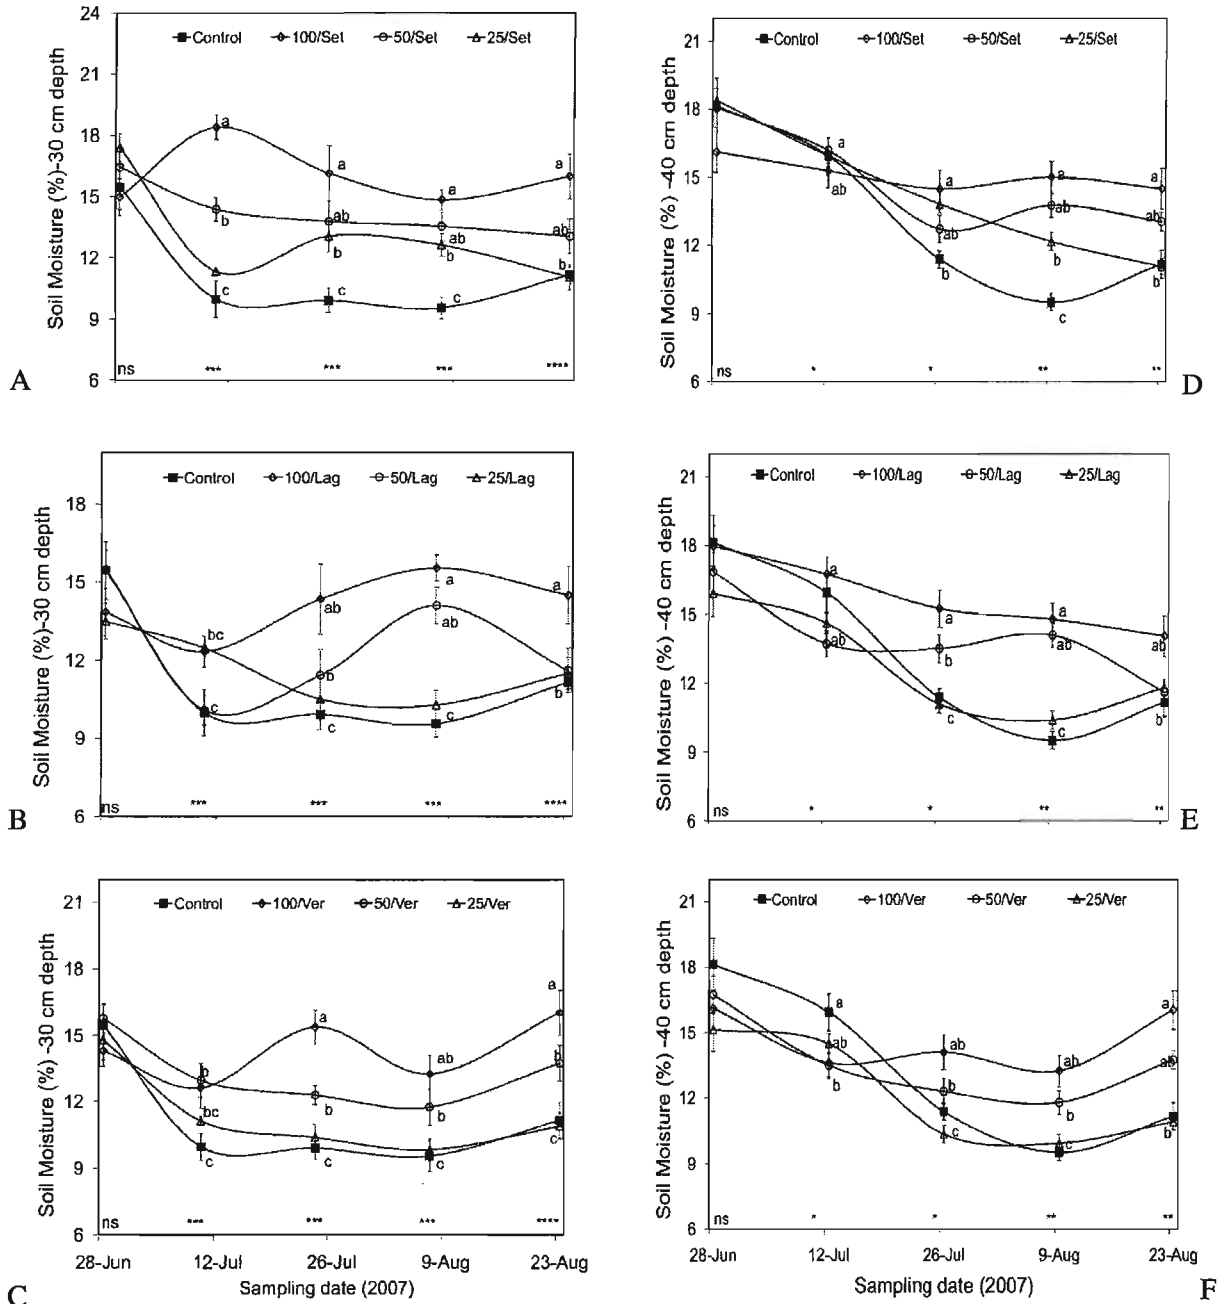 Soil Moisture (%)-30 cm depth
24
21
18
15
12
9
6
Control 100/Set 50/Set 25/Set
a
b
c
a
ab
b
c
a
ab
c
a
ab
b
ns *** *** *** ****
A
Soil Moisture (%) -40 cm depth
21
18
15
12
9
6
Control 100/Set 50/Set 25/Set
a
ab
a
ab
b
a
ab
b
c
a
ab
b
b
ns * * ** **
D
Soil Moisture (%)-30 cm depth
18
15
12
9
6
Control 100/Lag 50/Lag 25/Lag
bc
c
ab
b
c
a
ab
c
a
b
ns *** *** *** ****
B
Soil Moisture (%) -40 cm depth
21
18
15
12
9
6
Control 100/Lag 50/Lag 25/Lag
a
ab
a
b
c
a
ab
c
a
b
ns * * ** **
E
Soil Moisture (%) -30 cm depth
21
18
15
12
9
6
Control 100/Ver 50/Ver 25/Ver
b
bc
c
a
b
c
ab
b
c
a
b
c
ns *** *** *** ****
28-Jun 12-Jul 26-Jul 9-Aug 23-Aug
Sampling date (2007)
C
Soil Moisture (%) -40 cm depth
21
18
15
12
9
6
Control 100/Ver 50/Ver 25/Ver
a
ab
b
ab
b
c
ab
b
c
a
ab
b
ns * * ** **
28-Jun 12-Jul 26-Jul 9-Aug 23-Aug
Sampling date (2007)
F